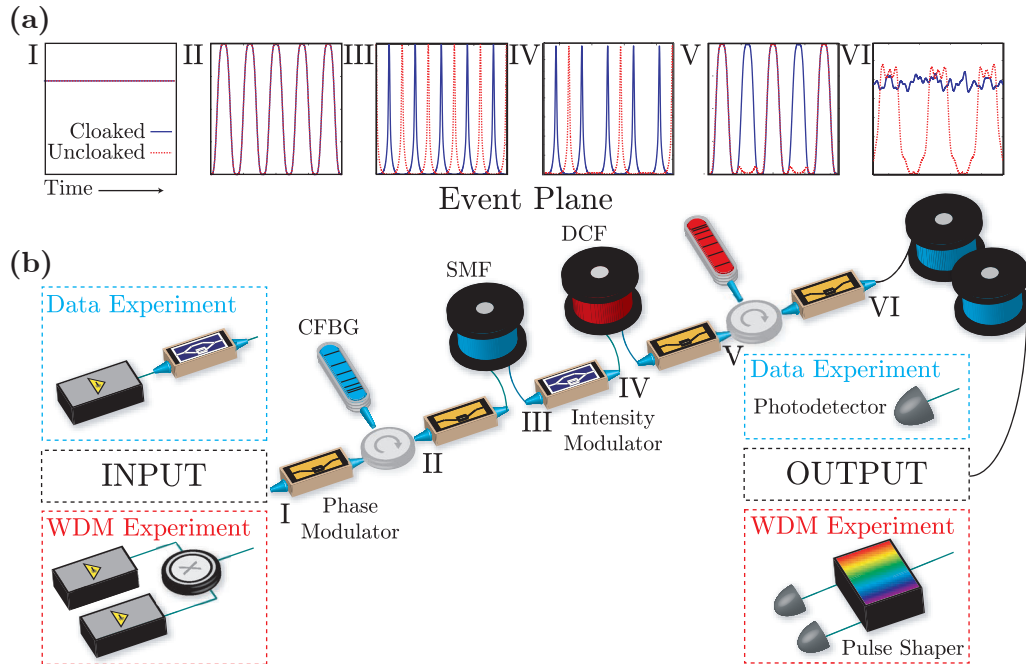 (a)
I
II
III
IV
V
VI
Cloaked
Uncloaked
Time
Event Plane
(b)
Data Experiment
CFBG
SMF
DCF
INPUT
I
Phase
Modulator
II
III
Intensity
Modulator
IV
V
VI
Data Experiment
Photodetector
OUTPUT
WDM Experiment
WDM Experiment
Pulse Shaper